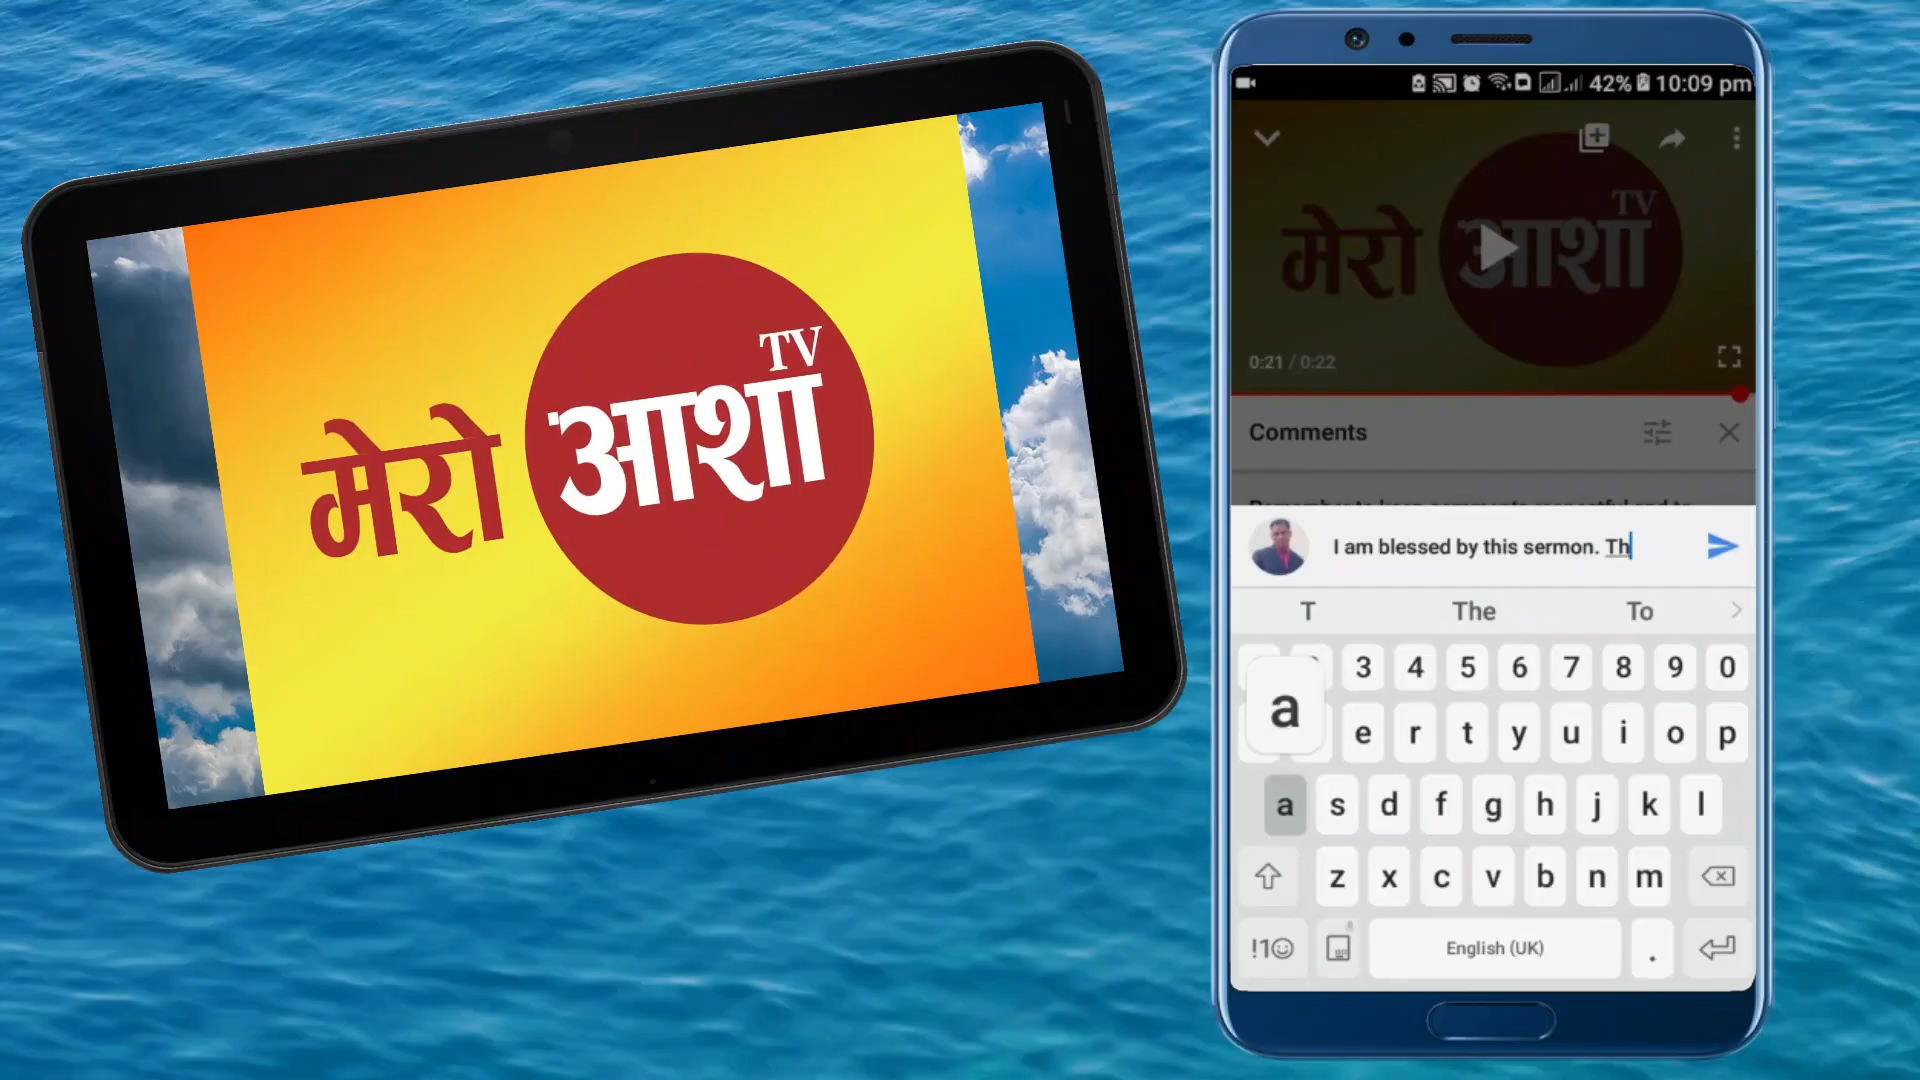 मेरो आशा TV
42% 10:09 pm
मेरो आशा TV
0:21 / 0:22
Comments
I am blessed by this sermon. Th
T The To
3 4 5 6 7 8 9 0
a
e r t y u i o p
a s d f g h j k l
z x c v b n m
!1☺ English (UK) .